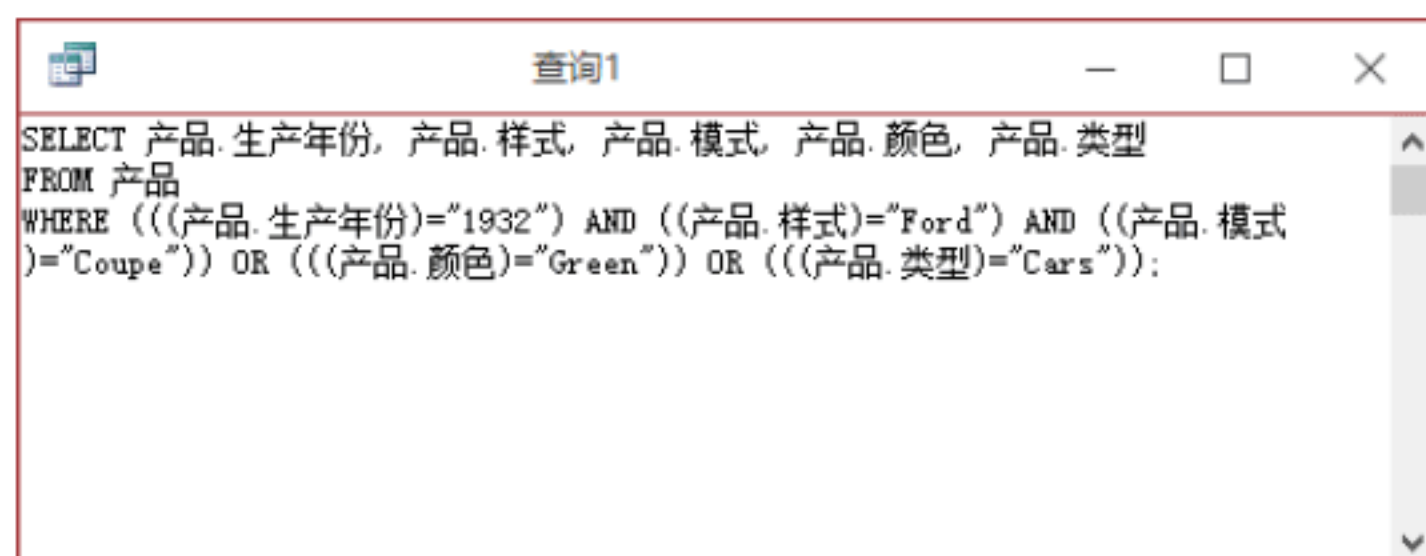 查询1
SELECT 产品.生产年份, 产品.样式, 产品.模式, 产品.颜色, 产品.类型
FROM 产品
WHERE (((产品.生产年份)="1932") AND ((产品.样式)="Ford") AND ((产品.模式
)="Coupe")) OR (((产品.颜色)="Green")) OR (((产品.类型)="Cars"));